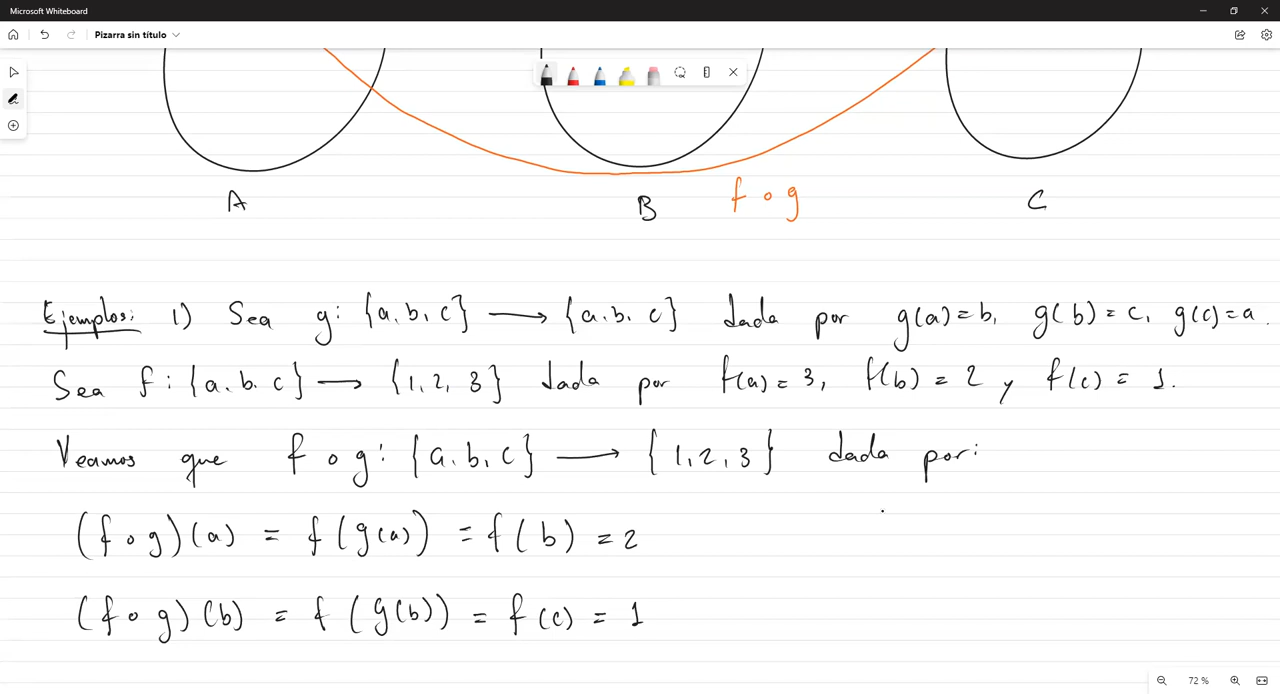 Microsoft Whiteboard
Pizarra sin título
f o g
A B C
Ejemplos: 1) Sea g: {a, b, c} ⟶ {a, b, c} dada por g(a) = b, g(b) = c, g(c) = a.
Sea f: {a, b, c} ⟶ {1, 2, 3} dada por f(a) = 3, f(b) = 2 y f(c) = 1.
Veamos que f o g: {a, b, c} ⟶ {1, 2, 3} dada por:
(f o g)(a) = f(g(a)) = f(b) = 2
(f o g)(b) = f(g(b)) = f(c) = 1
72 %